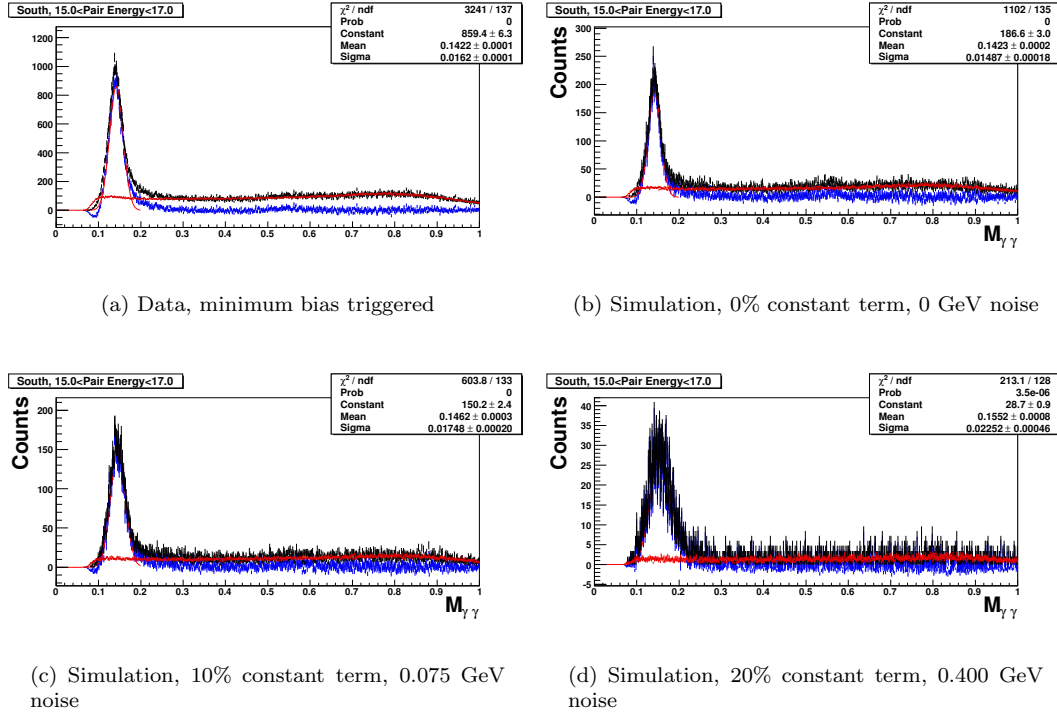 South, 15.0<Pair Energy<17.0
χ² / ndf 3241 / 137
Prob 0
Constant 859.4 ± 6.3
Mean 0.1422 ± 0.0001
Sigma 0.0162 ± 0.0001
1200
1000
800
600
400
200
0
0 0.1 0.2 0.3 0.4 0.5 0.6 0.7 0.8 0.9 1
(a) Data, minimum bias triggered
South, 15.0<Pair Energy<17.0
χ² / ndf 1102 / 135
Prob 0
Constant 186.6 ± 3.0
Mean 0.1423 ± 0.0002
Sigma 0.01487 ± 0.00018
Counts
300
250
200
150
100
50
0
0 0.1 0.2 0.3 0.4 0.5 0.6 0.7 0.8 0.9 1
Mγγ
(b) Simulation, 0% constant term, 0 GeV noise
South, 15.0<Pair Energy<17.0
χ² / ndf 603.8 / 133
Prob 0
Constant 150.2 ± 2.4
Mean 0.1462 ± 0.0003
Sigma 0.01748 ± 0.00020
Counts
200
150
100
50
0
0 0.1 0.2 0.3 0.4 0.5 0.6 0.7 0.8 0.9 1
Mγγ
(c) Simulation, 10% constant term, 0.075 GeV
noise
South, 15.0<Pair Energy<17.0
χ² / ndf 213.1 / 128
Prob 3.5e-06
Constant 28.7 ± 0.9
Mean 0.1552 ± 0.0008
Sigma 0.02252 ± 0.00046
Counts
40
35
30
25
20
15
10
5
0
-5
0 0.1 0.2 0.3 0.4 0.5 0.6 0.7 0.8 0.9 1
Mγγ
(d) Simulation, 20% constant term, 0.400 GeV
noise